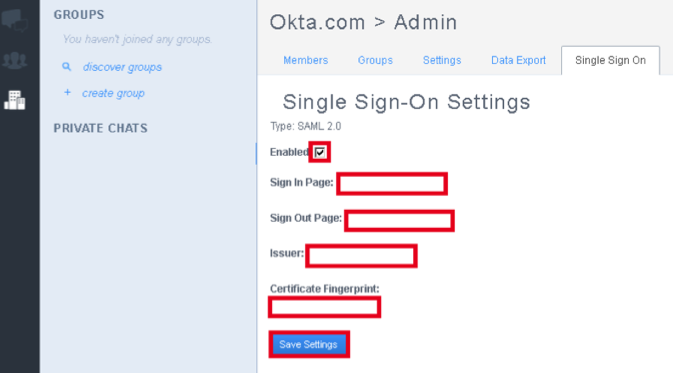 GROUPS
You haven't joined any groups.
discover groups
+ create group
PRIVATE CHATS
Okta.com > Admin
Members Groups Settings Data Export Single Sign On
Single Sign-On Settings
Type: SAML 2.0
Enabled
Sign In Page:
Sign Out Page:
Issuer:
Certificate Fingerprint:
Save Settings